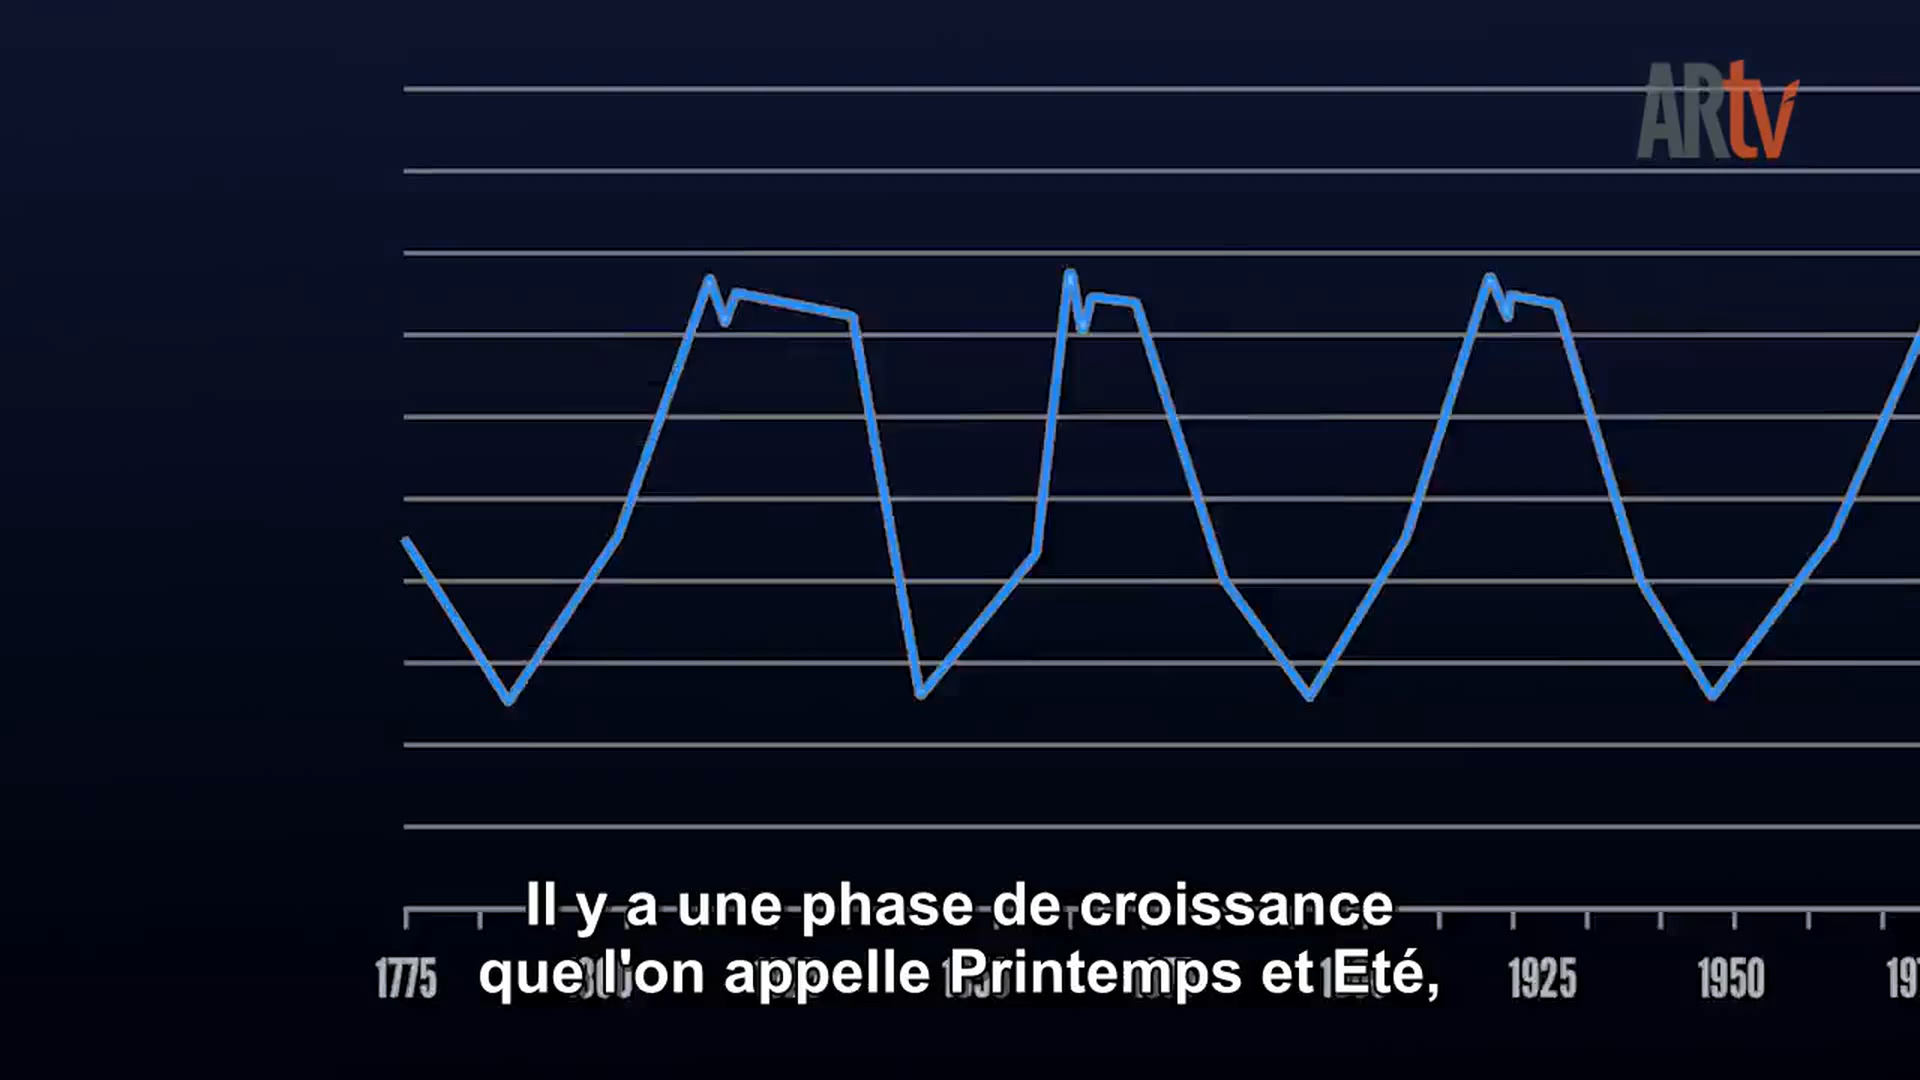 ARtv
Il y a une phase de croissance
que l'on appelle Printemps et Eté,
1775
1925
1950